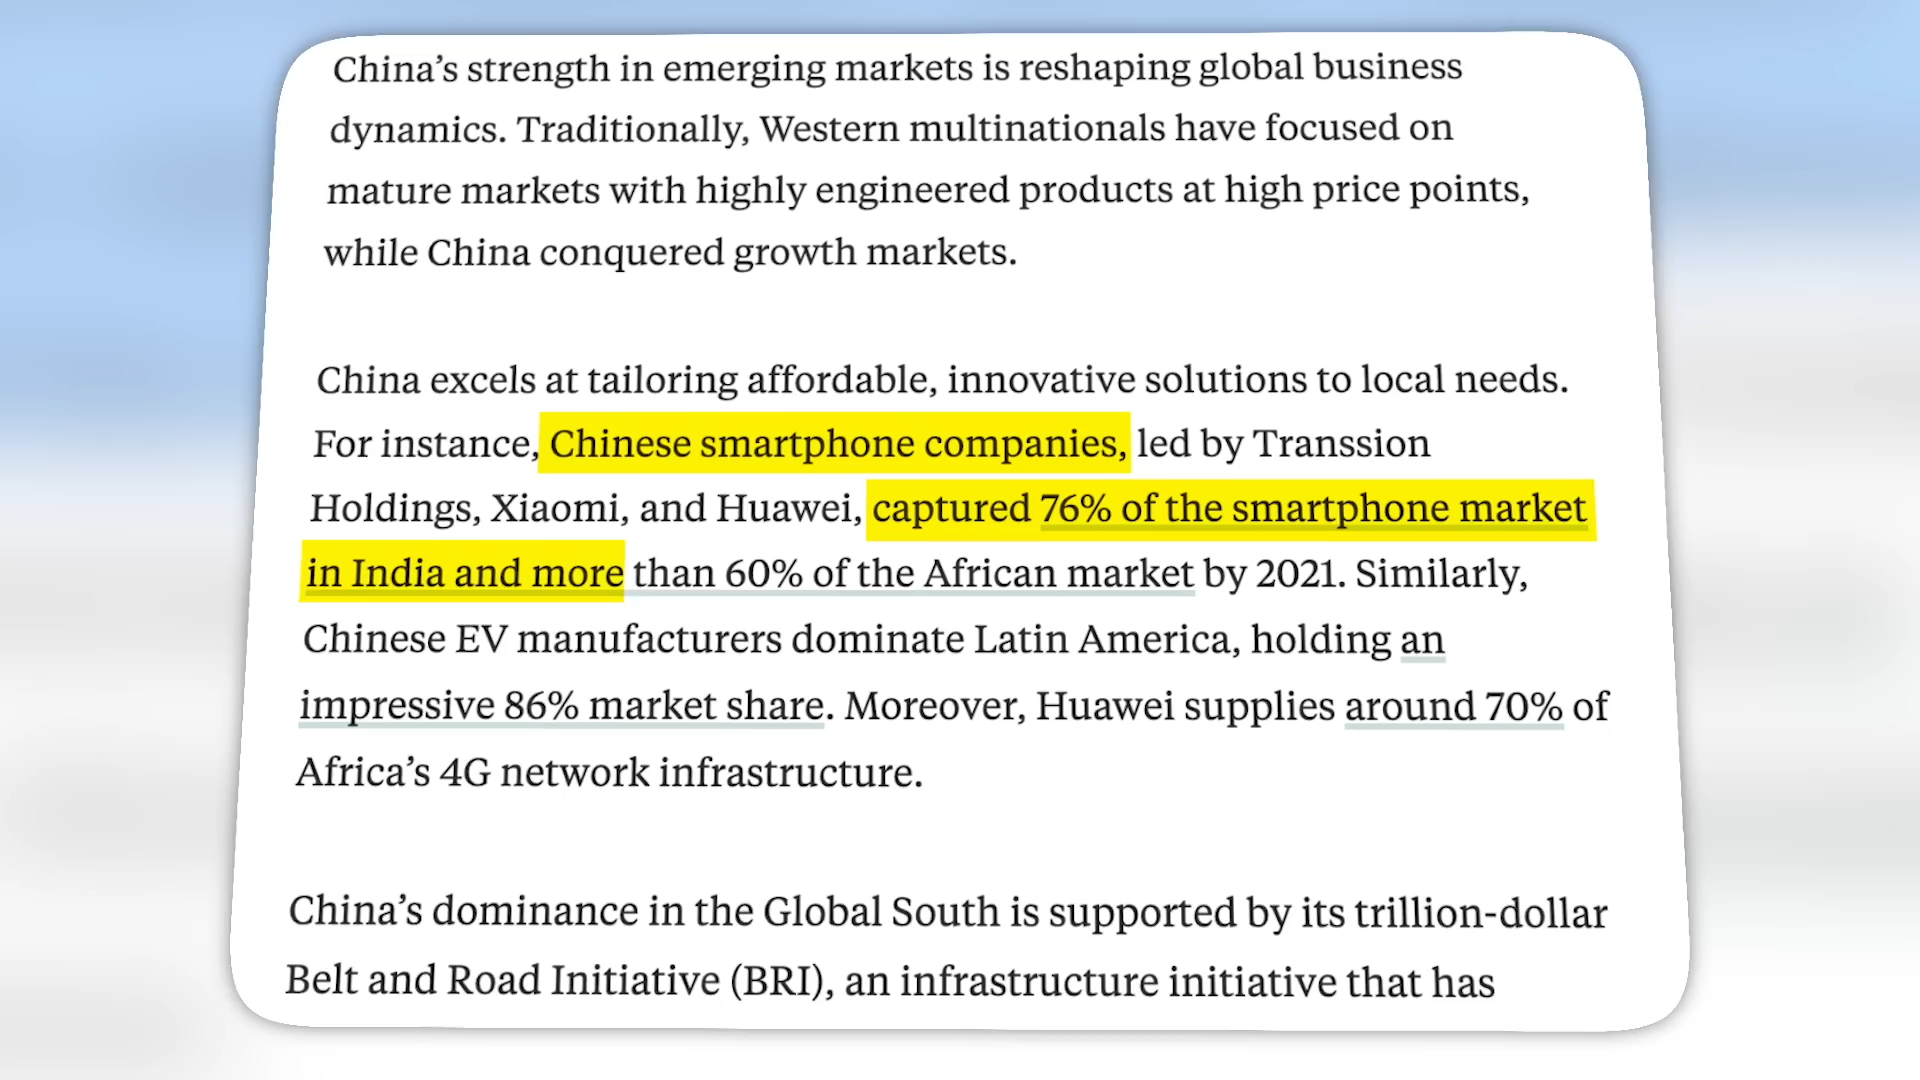 China’s strength in emerging markets is reshaping global business
dynamics. Traditionally, Western multinationals have focused on
mature markets with highly engineered products at high price points,
while China conquered growth markets.
China excels at tailoring affordable, innovative solutions to local needs.
For instance, Chinese smartphone companies, led by Transsion
Holdings, Xiaomi, and Huawei, captured 76% of the smartphone market
in India and more than 60% of the African market by 2021. Similarly,
Chinese EV manufacturers dominate Latin America, holding an
impressive 86% market share. Moreover, Huawei supplies around 70% of
Africa’s 4G network infrastructure.
China’s dominance in the Global South is supported by its trillion-dollar
Belt and Road Initiative (BRI), an infrastructure initiative that has